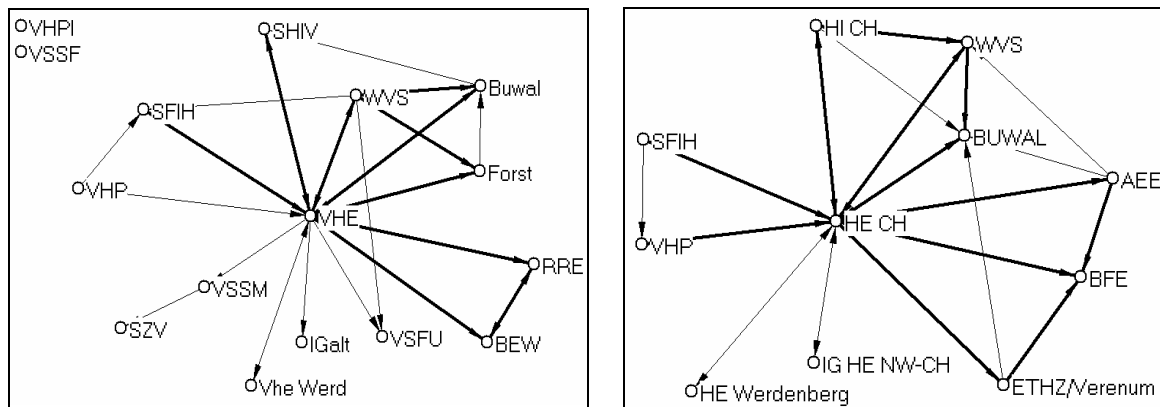 VHPI
VSSF
SHIV
Buwal
WVS
SFIH
Forst
VHP
VHE
RRE
VSSM
SZV
IGalt
VSFU
BEW
Vhe Werd
HI CH
WVS
SFIH
BUWAL
AEE
HE CH
VHP
BFE
IG HE NW-CH
HE Werdenberg
ETHZ/Verenum